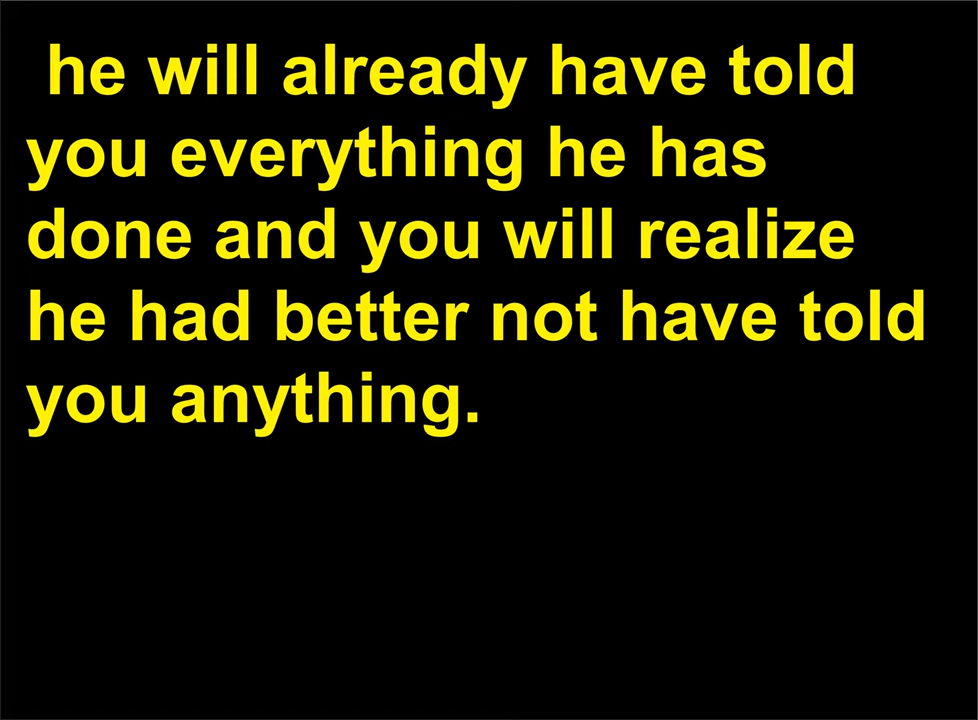 he will already have told
you everything he has
done and you will realize
he had better not have told
you anything.